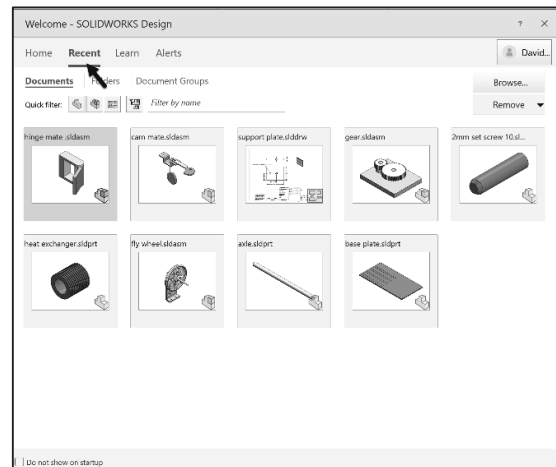 Welcome - SOLIDWORKS Design ? ×
Home Recent Learn Alerts David...
Documents Folders Document Groups Browse...
Quick filter: Filter by name Remove
hinge mate .sldasm cam mate.sldasm support plate.slddrw gear.sldasm 2mm set screw 10.sl...
heat exchanger.sldprt fly wheel.sldasm axle.sldprt base plate.sldprt
Do not show on startup